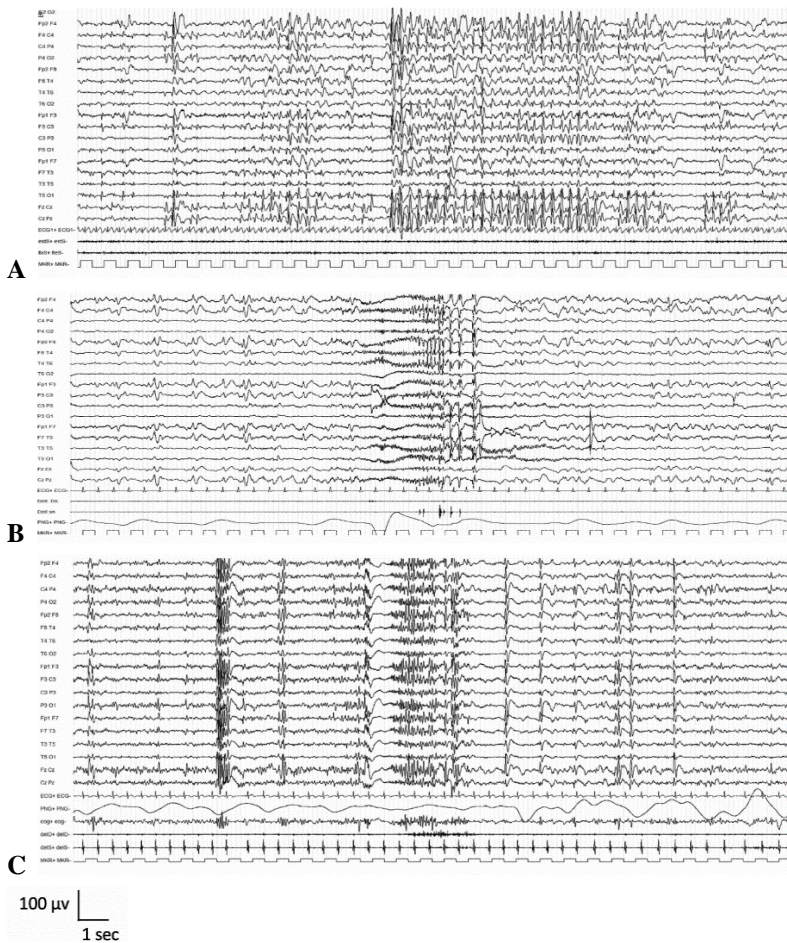 Fp2 F4
F4 C4
C4 P4
P4 O2
Fp2 F8
F8 T4
T4 T6
T6 O2
Fp1 F3
F3 C3
C3 P3
P3 O1
Fp1 F7
F7 T3
T3 T5
T5 O1
Fz Cz
Cz Pz
ECG1+ ECG1-
MKR+ MKR-
A
Fp2 F4
F4 C4
C4 P4
P4 O2
Fp2 F8
F8 T4
T4 T6
T6 O2
Fp1 F3
F3 C3
C3 P3
P3 O1
Fp1 F7
F7 T3
T3 T5
T5 O1
Fz Cz
Cz Pz
ECG+ ECG-
PNG+ PNG-
B
MKR+ MKR-
Fp2 F4
F4 C4
C4 P4
P4 O2
Fp2 F8
F8 T4
T4 T6
T6 O2
Fp1 F3
F3 C3
C3 P3
P3 O1
Fp1 F7
F7 T3
T3 T5
T5 O1
Fz Cz
Cz Pz
ECG+ ECG-
PNG+ PNG-
eog+ eog-
delD+ delD-
delS+ delS-
C
MKR+ MKR-
100 µv
1 sec